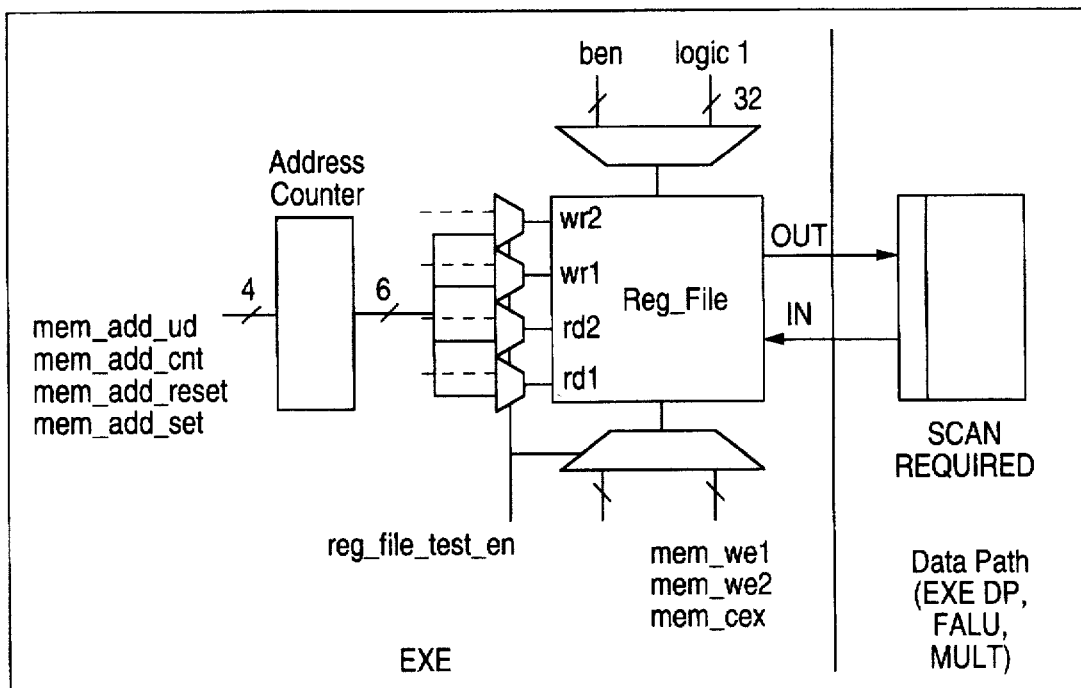 ben
logic 1
32
Address
Counter
wr2
wr1
rd2
rd1
Reg_File
OUT
IN
4
6
mem_add_ud
mem_add_cnt
mem_add_reset
mem_add_set
SCAN
REQUIRED
reg_file_test_en
mem_we1
mem_we2
mem_cex
Data Path
(EXE DP,
FALU,
MULT)
EXE